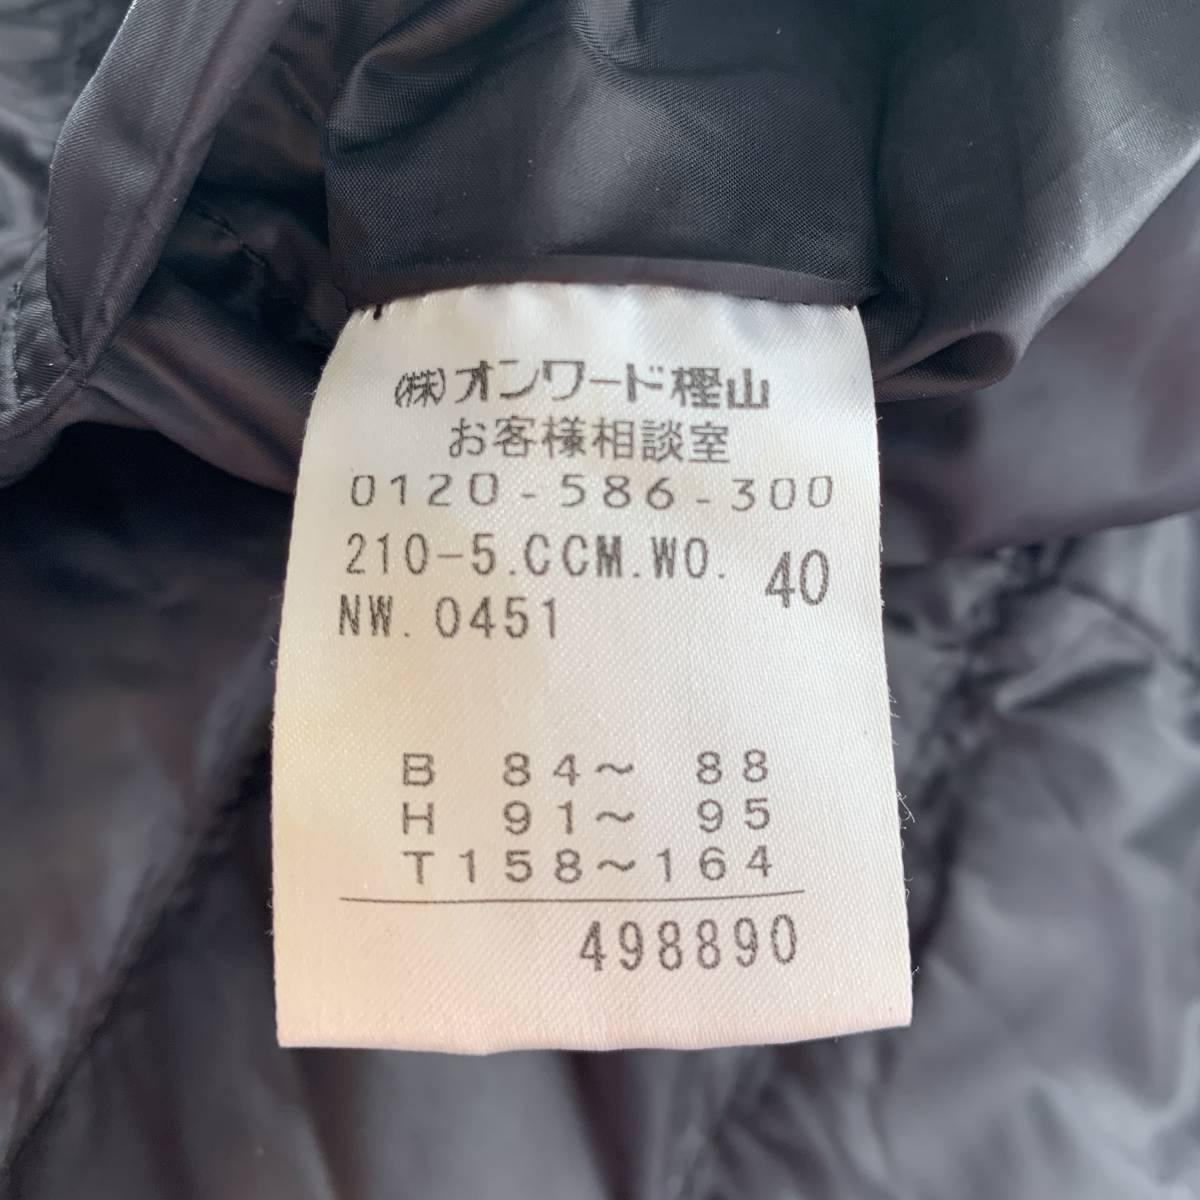 (株)オンワード樫山
お客様相談室
0120-586-300
210-5.CCM.WO. 40
NW. 0451
B 84～ 88
H 91～ 95
T158～164
498890